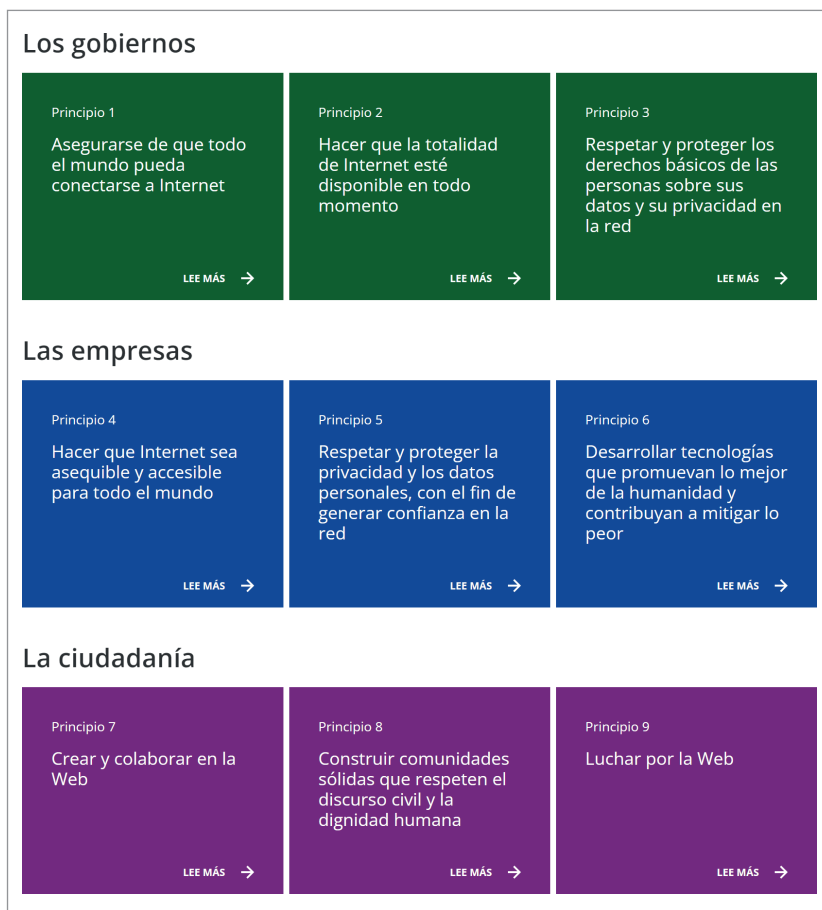 Los gobiernos
Principio 1
Asegurarse de que todo
el mundo pueda
conectarse a Internet
LEE MÁS
Principio 2
Hacer que la totalidad
de Internet esté
disponible en todo
momento
LEE MÁS
Principio 3
Respetar y proteger los
derechos básicos de las
personas sobre sus
datos y su privacidad en
la red
LEE MÁS
Las empresas
Principio 4
Hacer que Internet sea
asequible y accesible
para todo el mundo
LEE MÁS
Principio 5
Respetar y proteger la
privacidad y los datos
personales, con el fin de
generar confianza en la
red
LEE MÁS
Principio 6
Desarrollar tecnologías
que promuevan lo mejor
de la humanidad y
contribuyan a mitigar lo
peor
LEE MÁS
La ciudadanía
Principio 7
Crear y colaborar en la
Web
LEE MÁS
Principio 8
Construir comunidades
sólidas que respeten el
discurso civil y la
dignidad humana
LEE MÁS
Principio 9
Luchar por la Web
LEE MÁS